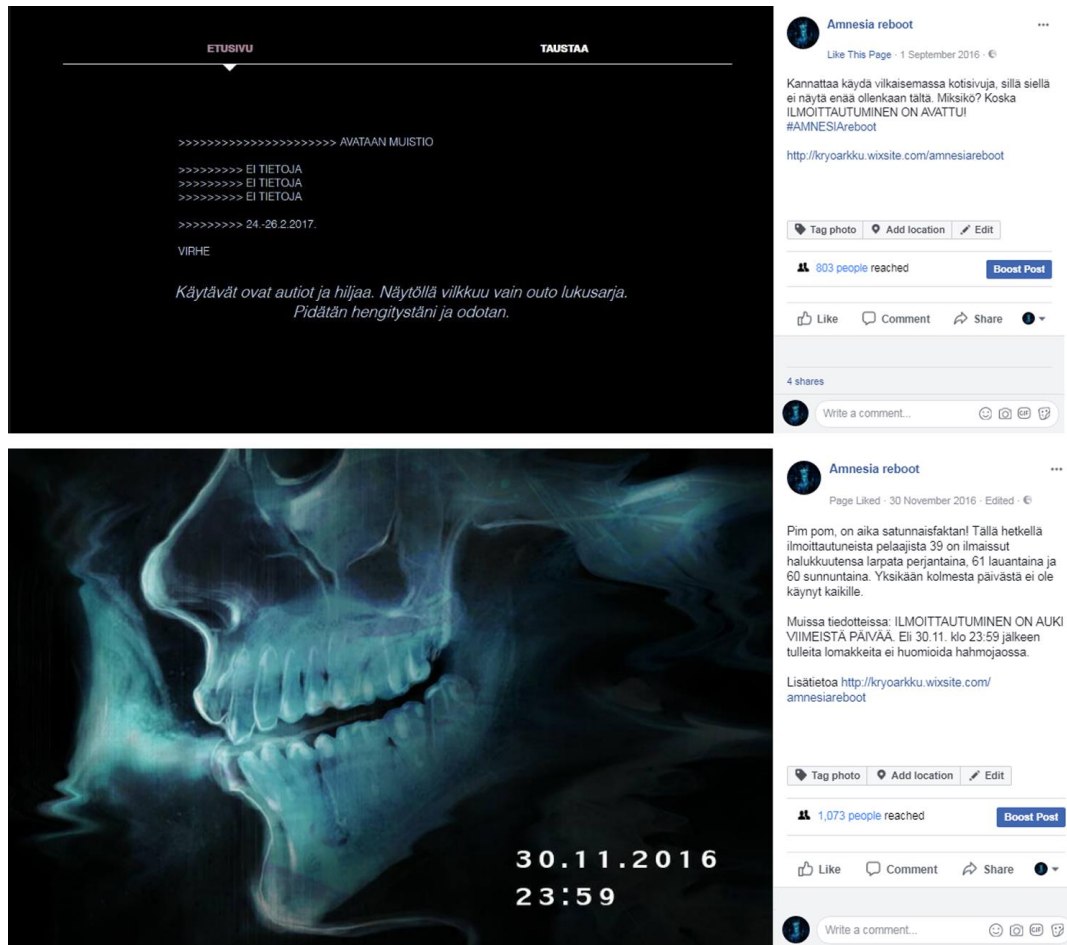 ETUSIVU
TAUSTAA
>>>>>>>>>>>>>>>>>>>>>> AVATAAN MUISTIO
>>>>>>>>> EI TIETOJA
>>>>>>>>> EI TIETOJA
>>>>>>>>> EI TIETOJA
>>>>>>>>> 24.-26.2.2017.
VIRHE
Käytävät ovat autiot ja hiljaa. Näytöllä vilkkuu vain outo lukusarja.
Pidätän hengitystäni ja odotan.
Amnesia reboot
Like This Page · 1 September 2016 ·
Kannattaa käydä vilkaisemassa kotisivuja, sillä siellä
ei näytä enää ollenkaan tältä. Miksikö? Koska
ILMOITTAUTUMINEN ON AVATTU!
#AMNESIAreboot
http://kryoarkku.wixsite.com/amnesiareboot
Tag photo Add location Edit
803 people reached Boost Post
Like Comment Share
4 shares
Write a comment... GIF
30.11.2016
23:59
Amnesia reboot
Page Liked · 30 November 2016 · Edited ·
Pim pom, on aika satunnaisfaktan! Tällä hetkellä
ilmoittautuneista pelaajista 39 on ilmaissut
halukkuutensa larpata perjantaina, 61 lauantaina ja
60 sunnuntaina. Yksikään kolmesta päivästä ei ole
käynyt kaikille.
Muissa tiedotteissa: ILMOITTAUTUMINEN ON AUKI
VIIMEISTÄ PÄIVÄÄ. Eli 30.11. klo 23:59 jälkeen
tulleita lomakkeita ei huomioida hahmojaossa.
Lisätietoa http://kryoarkku.wixsite.com/
amnesiareboot
Tag photo Add location Edit
1,073 people reached Boost Post
Like Comment Share
Write a comment... GIF